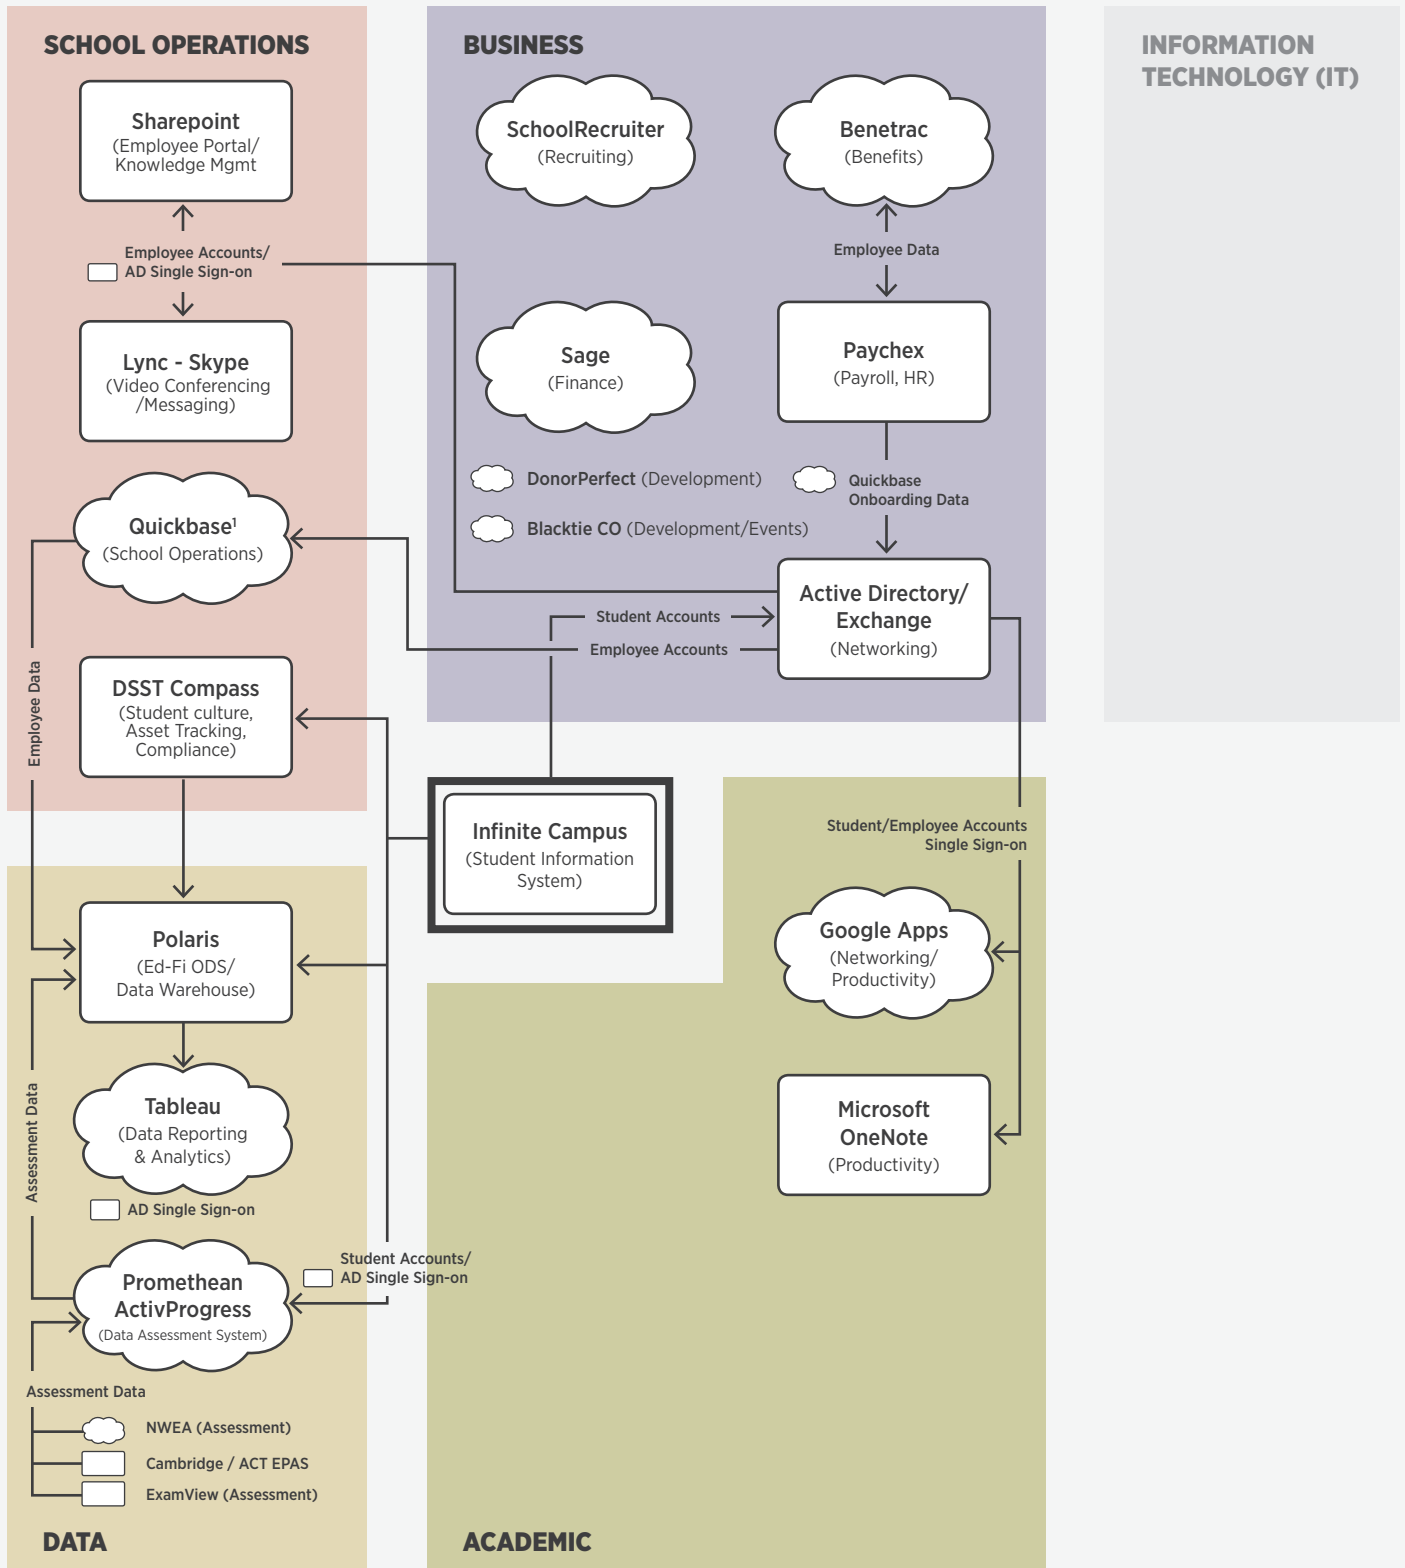 SCHOOL OPERATIONS
Sharepoint
(Employee Portal/
Knowledge Mgmt
Employee Accounts/
AD Single Sign-on
Lync - Skype
(Video Conferencing
/Messaging)
Quickbase¹
(School Operations)
Employee Data
DSST Compass
(Student culture,
Asset Tracking,
Compliance)
BUSINESS
SchoolRecruiter
(Recruiting)
Benetrac
(Benefits)
Employee Data
Sage
(Finance)
Paychex
(Payroll, HR)
DonorPerfect (Development)
Quickbase
Onboarding Data
Blacktie CO (Development/Events)
Active Directory/
Exchange
(Networking)
Student Accounts
Employee Accounts
INFORMATION
TECHNOLOGY (IT)
Infinite Campus
(Student Information
System)
Student/Employee Accounts
Single Sign-on
Google Apps
(Networking/
Productivity)
Microsoft
OneNote
(Productivity)
ACADEMIC
Polaris
(Ed-Fi ODS/
Data Warehouse)
Assessment Data
Tableau
(Data Reporting
& Analytics)
AD Single Sign-on
Student Accounts/
AD Single Sign-on
Promethean
ActivProgress
(Data Assessment System)
Assessment Data
NWEA (Assessment)
Cambridge / ACT EPAS
ExamView (Assessment)
DATA